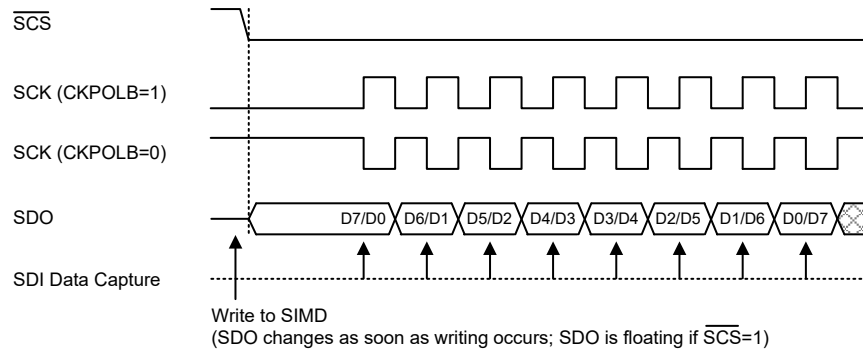 SCS
SCK (CKPOLB=1)
SCK (CKPOLB=0)
SDO
D7/D0 D6/D1 D5/D2 D4/D3 D3/D4 D2/D5 D1/D6 D0/D7
SDI Data Capture
Write to SIMD
(SDO changes as soon as writing occurs; SDO is floating if SCS=1)